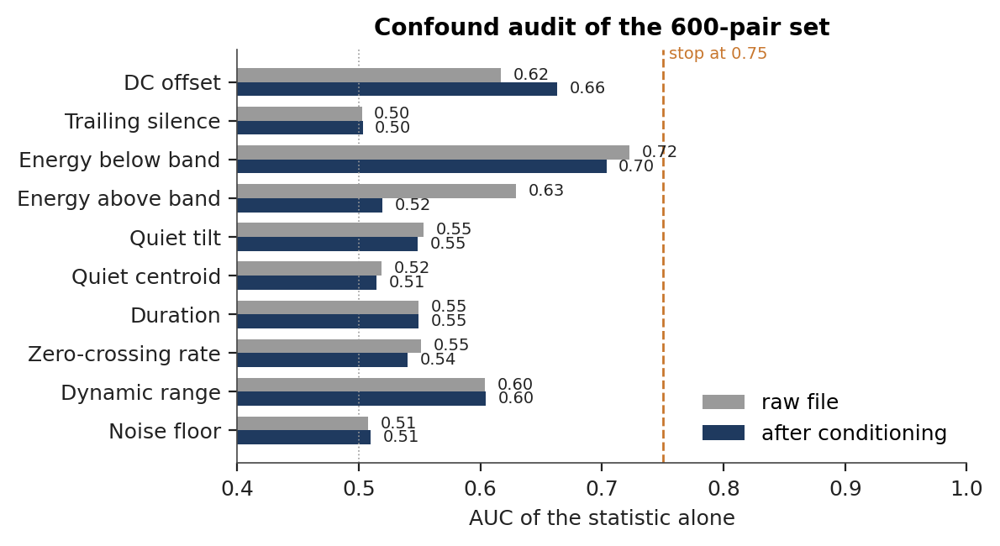 Confound audit of the 600-pair set
stop at 0.75
DC offset
0.62
0.66
Trailing silence
0.50
0.50
Energy below band
0.72
0.70
Energy above band
0.63
0.52
Quiet tilt
0.55
0.55
Quiet centroid
0.52
0.51
Duration
0.55
0.55
Zero-crossing rate
0.55
0.54
Dynamic range
0.60
0.60
Noise floor
0.51
0.51
raw file
after conditioning
0.4 0.5 0.6 0.7 0.8 0.9 1.0
AUC of the statistic alone